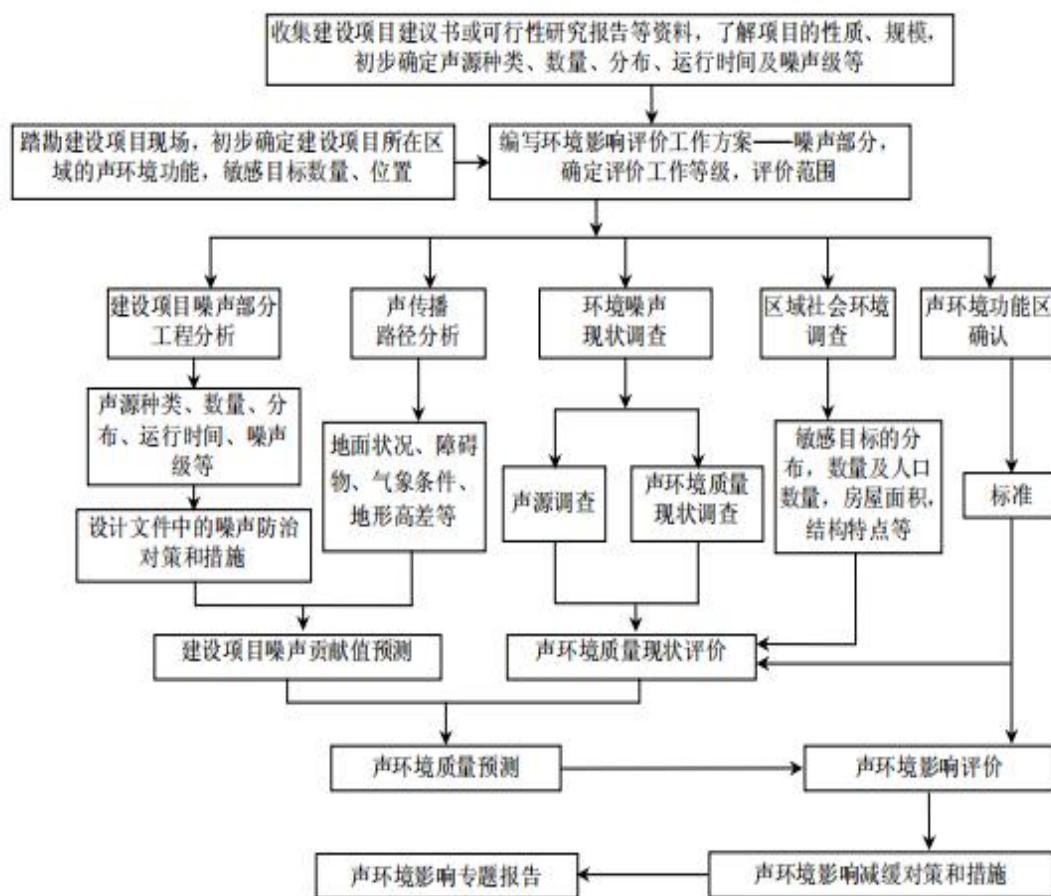 收集建设项目建议书或可行性研究报告等资料，了解项目的性质、规模，
初步确定声源种类、数量、分布、运行时间及噪声级等
踏勘建设项目现场，初步确定建设项目所在区
域的声环境功能，敏感目标数量、位置
编写环境影响评价工作方案——噪声部分，
确定评价工作等级，评价范围
建设项目噪声部分
工程分析
声传播
路径分析
环境噪声
现状调查
区域社会环境
调查
声环境功能区
确认
声源种类、数量、分
布、运行时间、噪声
级等
地面状况、障碍
物、气象条件、
地形高差等
声源调查
声环境质量
现状调查
敏感目标的分
布，数量及人口
数量，房屋面积，
结构特点等
标准
设计文件中的噪声防治
对策和措施
建设项目噪声贡献值预测
声环境质量现状评价
声环境质量预测
声环境影响评价
声环境影响专题报告
声环境影响减缓对策和措施